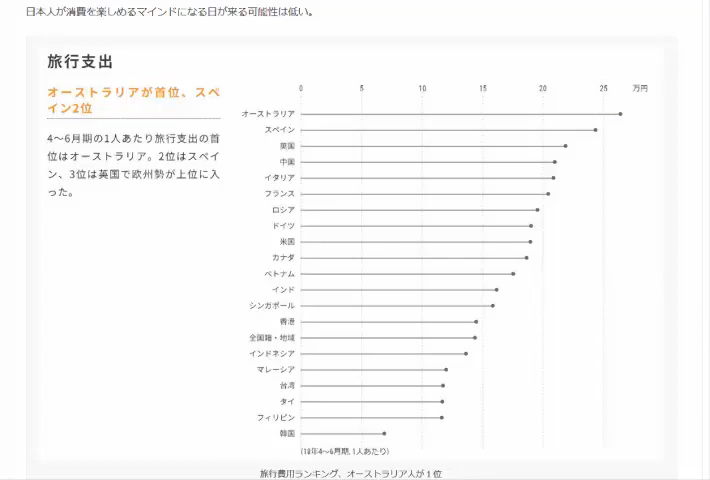 日本人が消費を楽しめるマインドになる日が来る可能性は低い。
旅行支出
オーストラリアが首位、スペ
イン2位
4～6月期の1人あたり旅行支出の首
位はオーストラリア。2位はスペイ
ン、3位は英国で欧州勢が上位に入
った。
0 5 10 15 20 25 万円
オーストラリア
スペイン
英国
中国
イタリア
フランス
ロシア
ドイツ
米国
カナダ
ベトナム
インド
シンガポール
香港
全国籍・地域
インドネシア
マレーシア
台湾
タイ
フィリピン
韓国
(18年4～6月期, 1人あたり)
旅行費用ランキング、オーストラリア人が１位